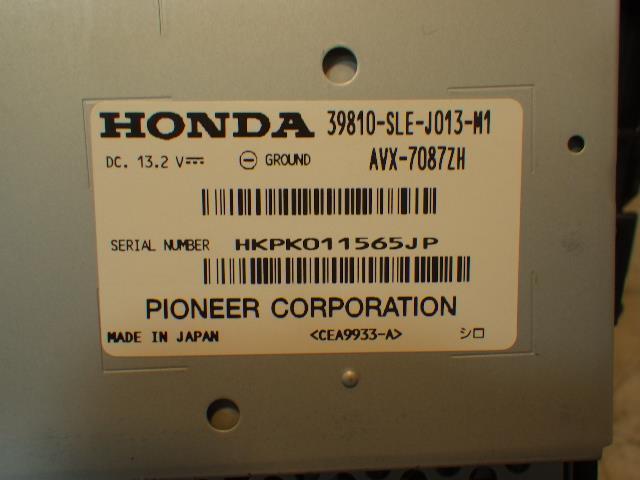 HONDA 39810-SLE-J013-M1
DC. 13.2 V ⊖ GROUND AVX-7087ZH
SERIAL NUMBER HKPK011565JP
PIONEER CORPORATION
MADE IN JAPAN <CEA9933-A> シロ